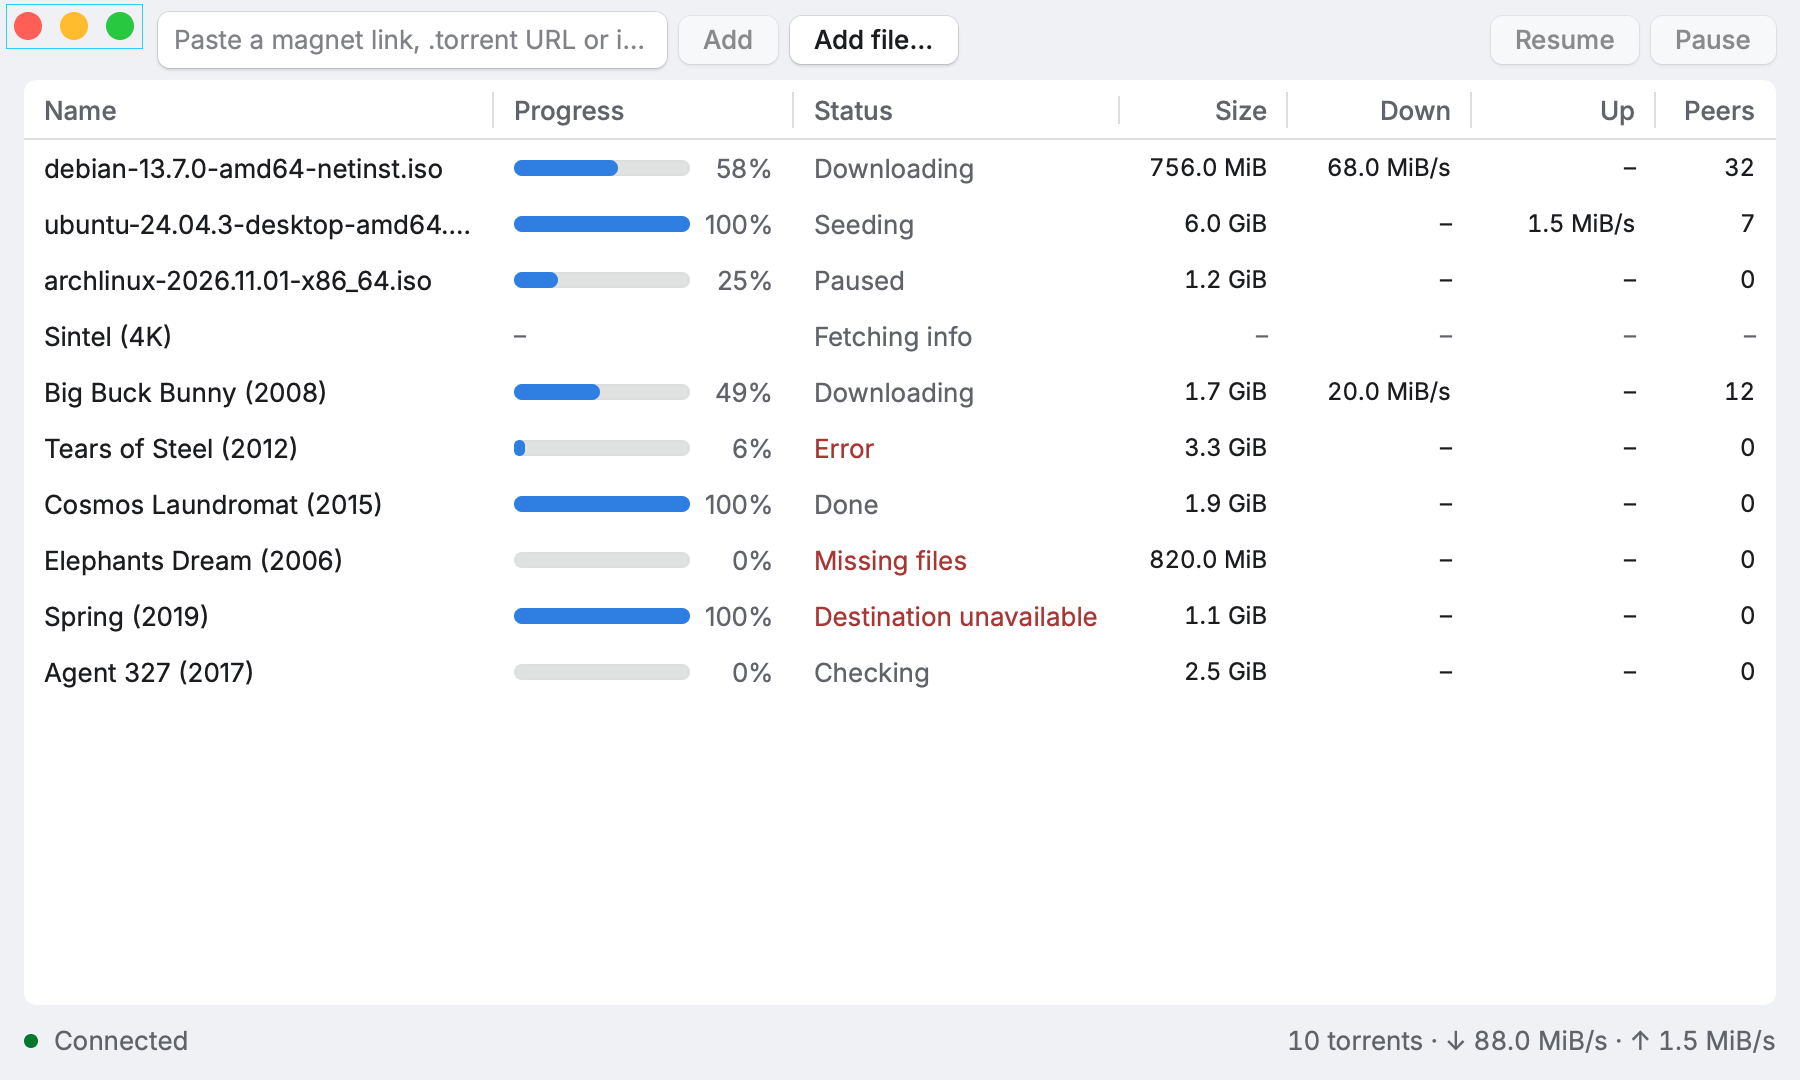 Paste a magnet link, .torrent URL or i... Add Add file... Resume Pause
Name Progress Status Size Down Up Peers
debian-13.7.0-amd64-netinst.iso 58% Downloading 756.0 MiB 68.0 MiB/s – 32
ubuntu-24.04.3-desktop-amd64.... 100% Seeding 6.0 GiB – 1.5 MiB/s 7
archlinux-2026.11.01-x86_64.iso 25% Paused 1.2 GiB – – 0
Sintel (4K) – Fetching info – – – –
Big Buck Bunny (2008) 49% Downloading 1.7 GiB 20.0 MiB/s – 12
Tears of Steel (2012) 6% Error 3.3 GiB – – 0
Cosmos Laundromat (2015) 100% Done 1.9 GiB – – 0
Elephants Dream (2006) 0% Missing files 820.0 MiB – – 0
Spring (2019) 100% Destination unavailable 1.1 GiB – – 0
Agent 327 (2017) 0% Checking 2.5 GiB – – 0
Connected 10 torrents · ↓ 88.0 MiB/s · ↑ 1.5 MiB/s